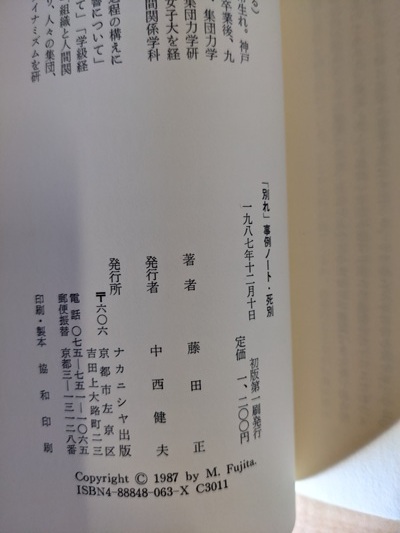 る）
生れ。神戸
卒業後、九
、集団力学
集団力学研
女子大を経
間関係学科
過程の構えに
響について」
て」「学級経
組織と人間関
り、人々の集団、
イナミズムを研
「別れ」事例ノート・死別
一九八七年十二月十日　初版第一刷発行
定価　一、二〇〇円
著者　藤田　正
発行者　中西健夫
発行所　ナカニシヤ出版
〒六〇六　京都市左京区
吉田上大路町二三
電話　〇七五—七五一—一〇六五
郵便振替　京都三—一三一二八番
印刷・製本　協和印刷
Copyright © 1987 by M. Fujita.
ISBN4-88848-063-X C3011